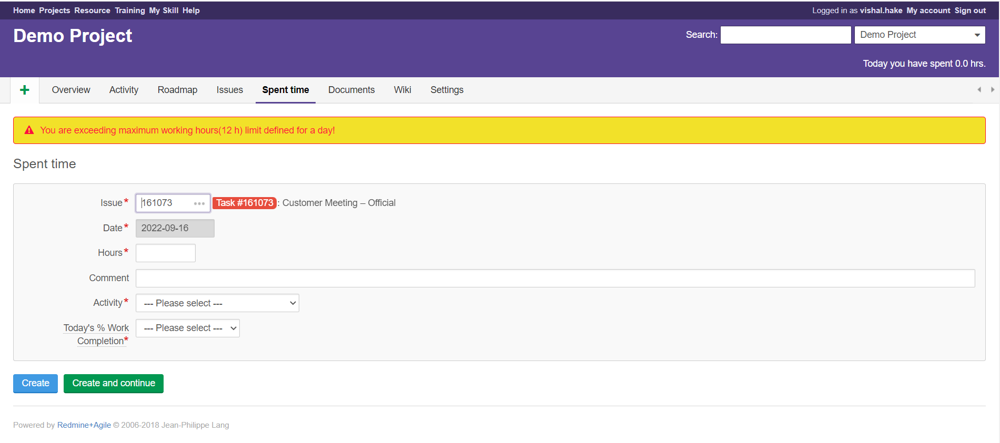 Home Projects Resource Training My Skill Help
Logged in as vishal.hake My account Sign out
Demo Project
Search:
Demo Project
Today you have spent 0.0 hrs.
+ Overview Activity Roadmap Issues Spent time Documents Wiki Settings
You are exceeding maximum working hours(12 h) limit defined for a day!
Spent time
Issue* 161073 Task #161073: Customer Meeting – Official
Date* 2022-09-16
Hours*
Comment
Activity* --- Please select ---
Today's % Work --- Please select ---
Completion*
Create Create and continue
Powered by Redmine+Agile © 2006-2018 Jean-Philippe Lang